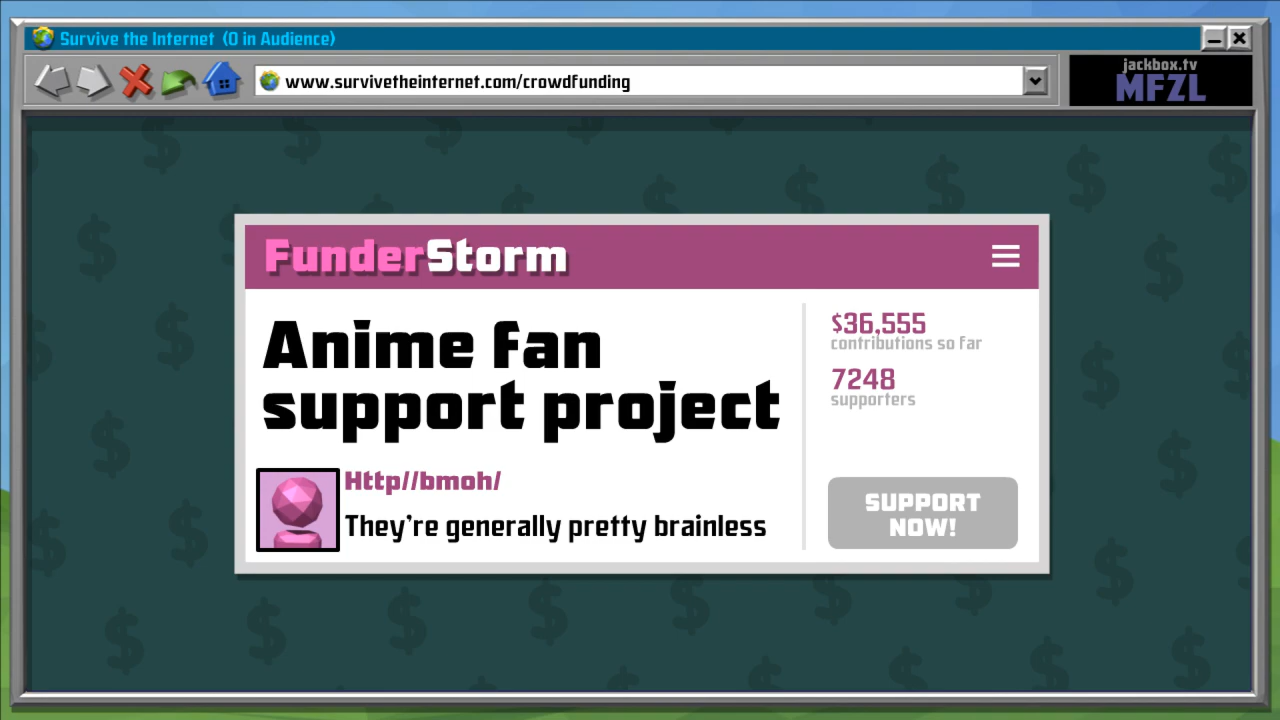 Survive the Internet (0 in Audience)
www.survivetheinternet.com/crowdfunding
jackbox.tv
MFZL
FunderStorm
Anime fan
support project
Http//bmoh/
They're generally pretty brainless
$36,555
contributions so far
7248
supporters
SUPPORT
NOW!